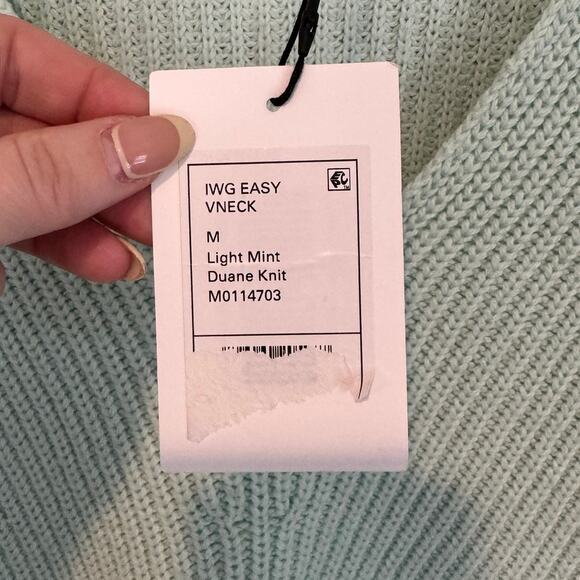 IWG EASY
VNECK
M
Light Mint
Duane Knit
M0114703